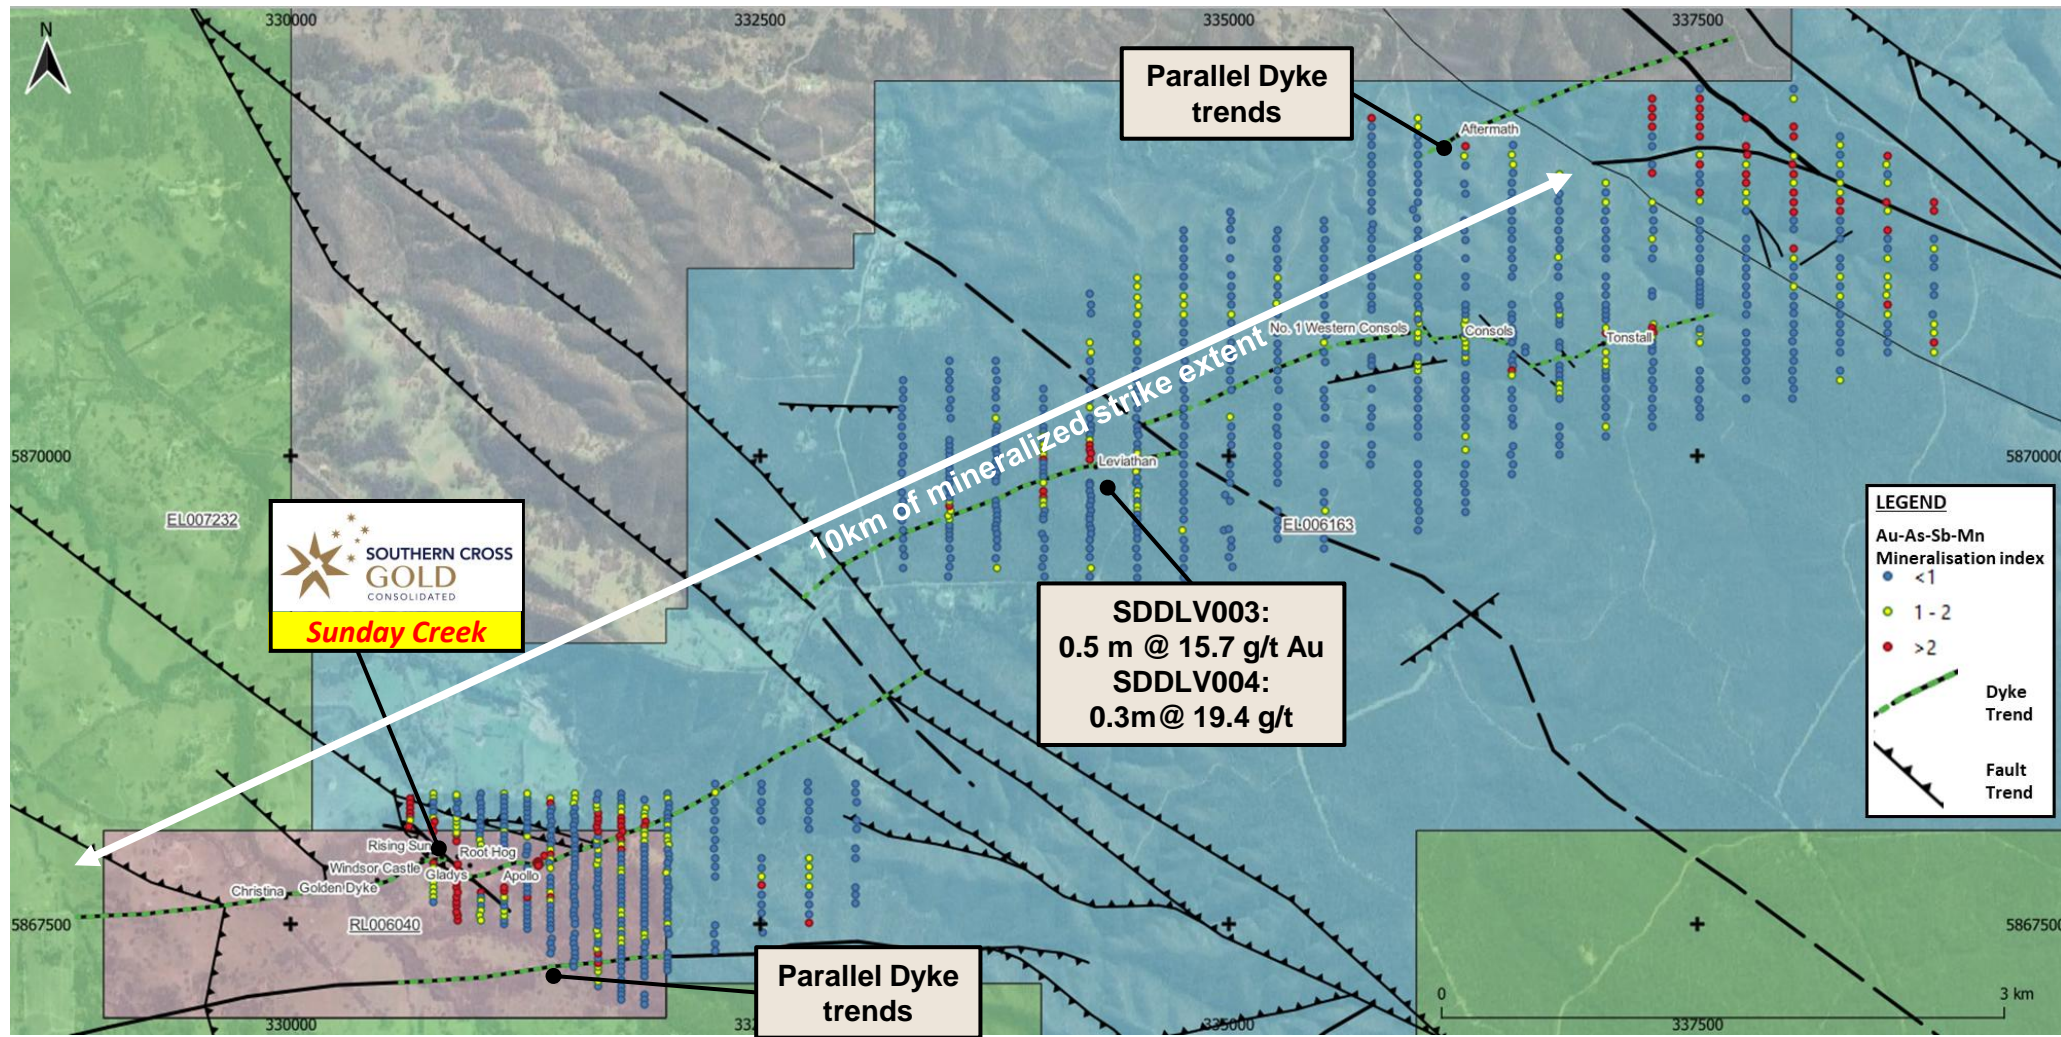 330000
332500
335000
337500
N
Parallel Dyke
trends
Aftermath
No. 1 Western Consols
Consols
Tonstall
10km of mineralized strike extent
5870000
5870000
Leviathan
EL007232
EL006163
SOUTHERN CROSS
GOLD
CONSOLIDATED
Sunday Creek
SDDLV003:
0.5 m @ 15.7 g/t Au
SDDLV004:
0.3m@ 19.4 g/t
LEGEND
Au-As-Sb-Mn
Mineralisation index
<1
1 - 2
>2
Dyke
Trend
Fault
Trend
Rising Sun
Root Hog
Windsor Castle
Gladys
Apollo
Christina
Golden Dyke
RL006040
5867500
5867500
Parallel Dyke
trends
0
3 km
330000
335000
337500